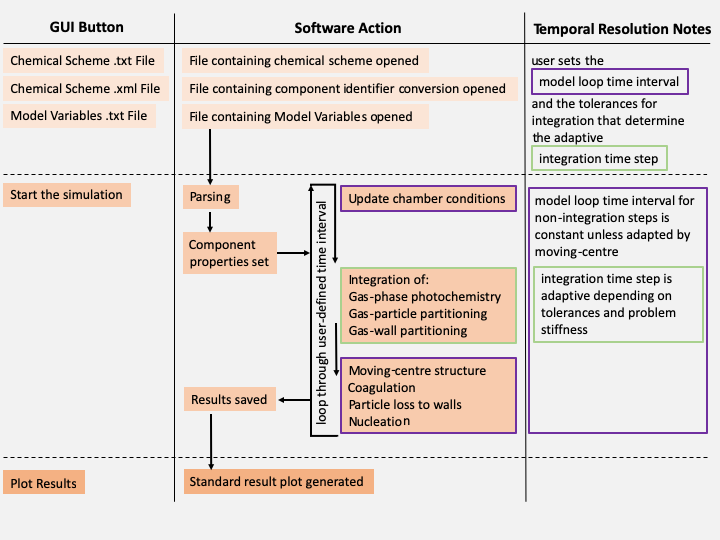 GUI Button
Software Action
Temporal Resolution Notes
Chemical Scheme .txt File
Chemical Scheme .xml File
Model Variables .txt File
File containing chemical scheme opened
File containing component identifier conversion opened
File containing Model Variables opened
user sets the
model loop time interval
and the tolerances for
integration that determine
the adaptive
integration time step
Start the simulation
Parsing
Component
properties set
Results saved
loop through user-defined time interval
Update chamber conditions
Integration of:
Gas-phase photochemistry
Gas-particle partitioning
Gas-wall partitioning
Moving-centre structure
Coagulation
Particle loss to walls
Nucleation
model loop time interval for
non-integration steps is
constant unless adapted by
moving-centre
integration time step is
adaptive depending on
tolerances and problem
stiffness
Plot Results
Standard result plot generated